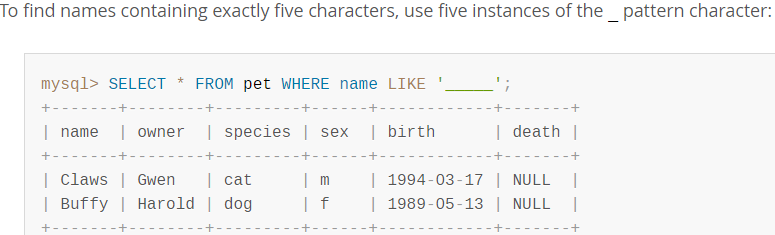 To find names containing exactly five characters, use five instances of the _ pattern character:
mysql> SELECT * FROM pet WHERE name LIKE '_____';
+-------+--------+---------+------+------------+-------+
| name  | owner  | species | sex  | birth      | death |
+-------+--------+---------+------+------------+-------+
| Claws | Gwen   | cat     | m    | 1994-03-17 | NULL  |
| Buffy | Harold | dog     | f    | 1989-05-13 | NULL  |
+-------+--------+---------+------+------------+-------+